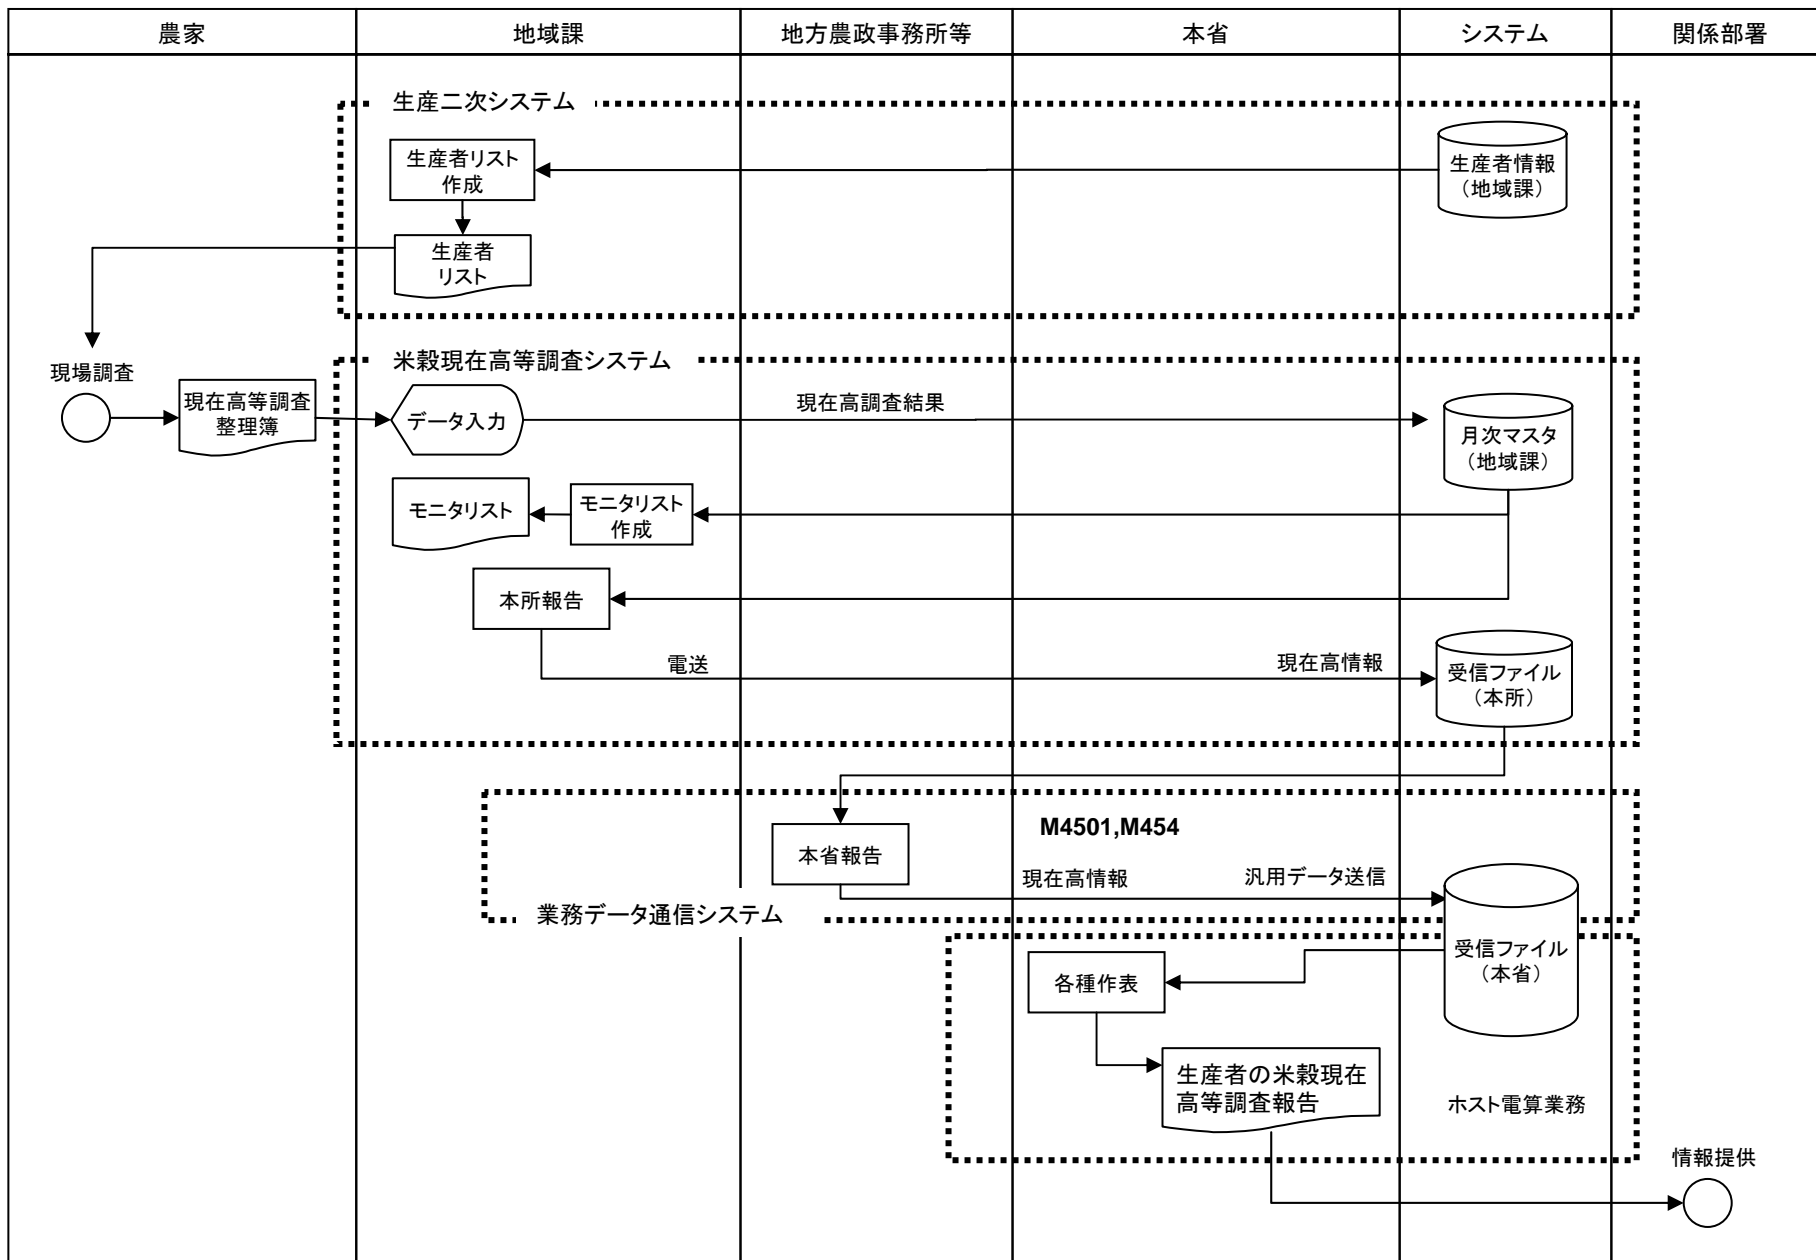 農家
地域課
地方農政事務所等
本省
システム
関係部署
生産二次システム
生産者リスト
作成
生産者情報
（地域課）
生産者
リスト
米穀現在高等調査システム
現場調査
現在高等調査
整理簿
データ入力
現在高調査結果
月次マスタ
（地域課）
モニタリスト
モニタリスト
作成
本所報告
電送
現在高情報
受信ファイル
（本所）
M4501,M454
本省報告
現在高情報
汎用データ送信
業務データ通信システム
受信ファイル
（本省）
各種作表
生産者の米穀現在
高等調査報告
ホスト電算業務
情報提供